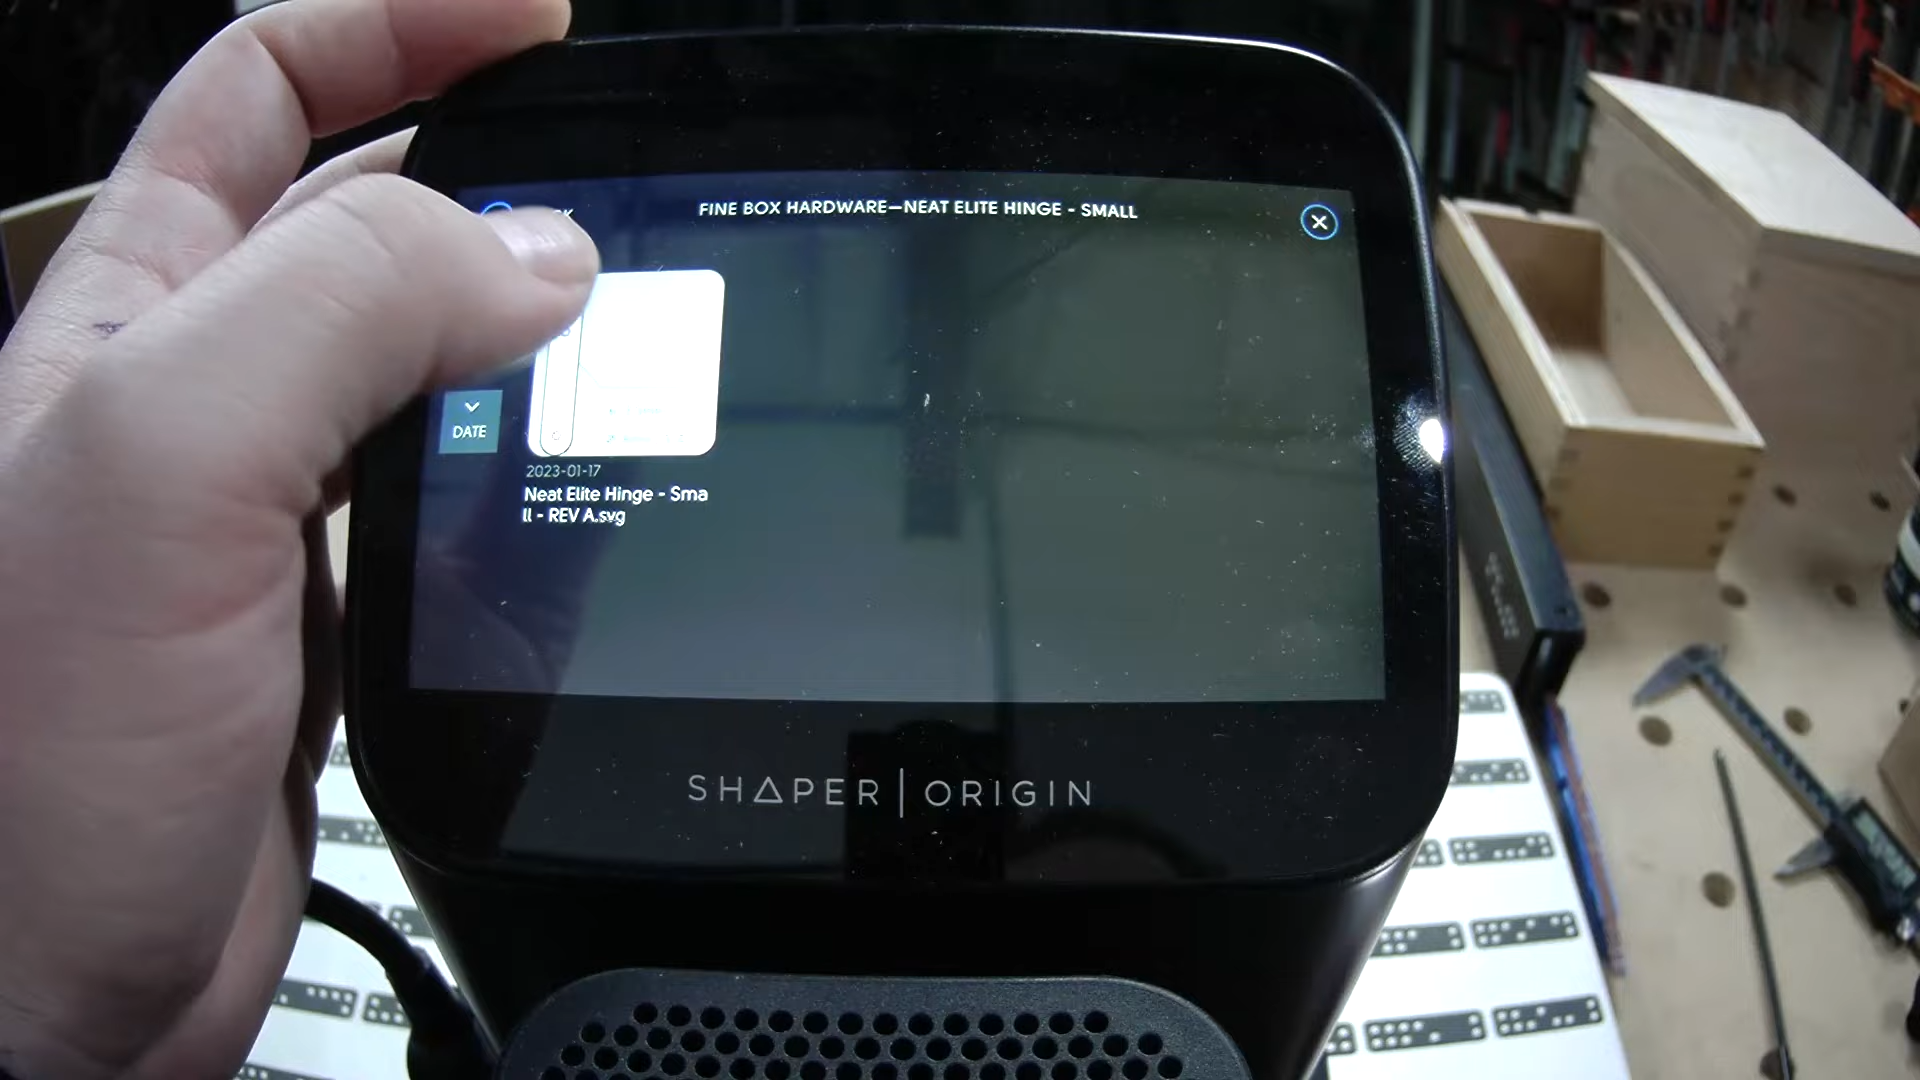 FINE BOX HARDWARE—NEAT ELITE HINGE - SMALL
DATE
2023-01-17
Neat Elite Hinge - Sma
ll - REV A.svg
SHAPER | ORIGIN